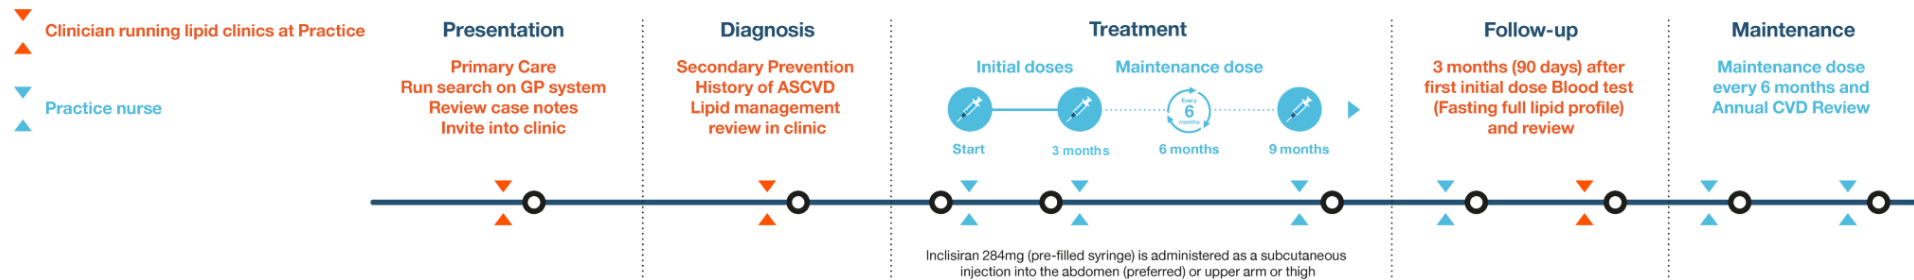 Clinician running lipid clinics at Practice
Practice nurse
Presentation
Primary Care
Run search on GP system
Review case notes
Invite into clinic
Diagnosis
Secondary Prevention
History of ASCVD
Lipid management
review in clinic
Treatment
Initial doses
Maintenance dose
Every
6
months
Start
3 months
6 months
9 months
Inclisiran 284mg (pre-filled syringe) is administered as a subcutaneous
injection into the abdomen (preferred) or upper arm or thigh
Follow-up
3 months (90 days) after
first initial dose Blood test
(Fasting full lipid profile)
and review
Maintenance
Maintenance dose
every 6 months and
Annual CVD Review